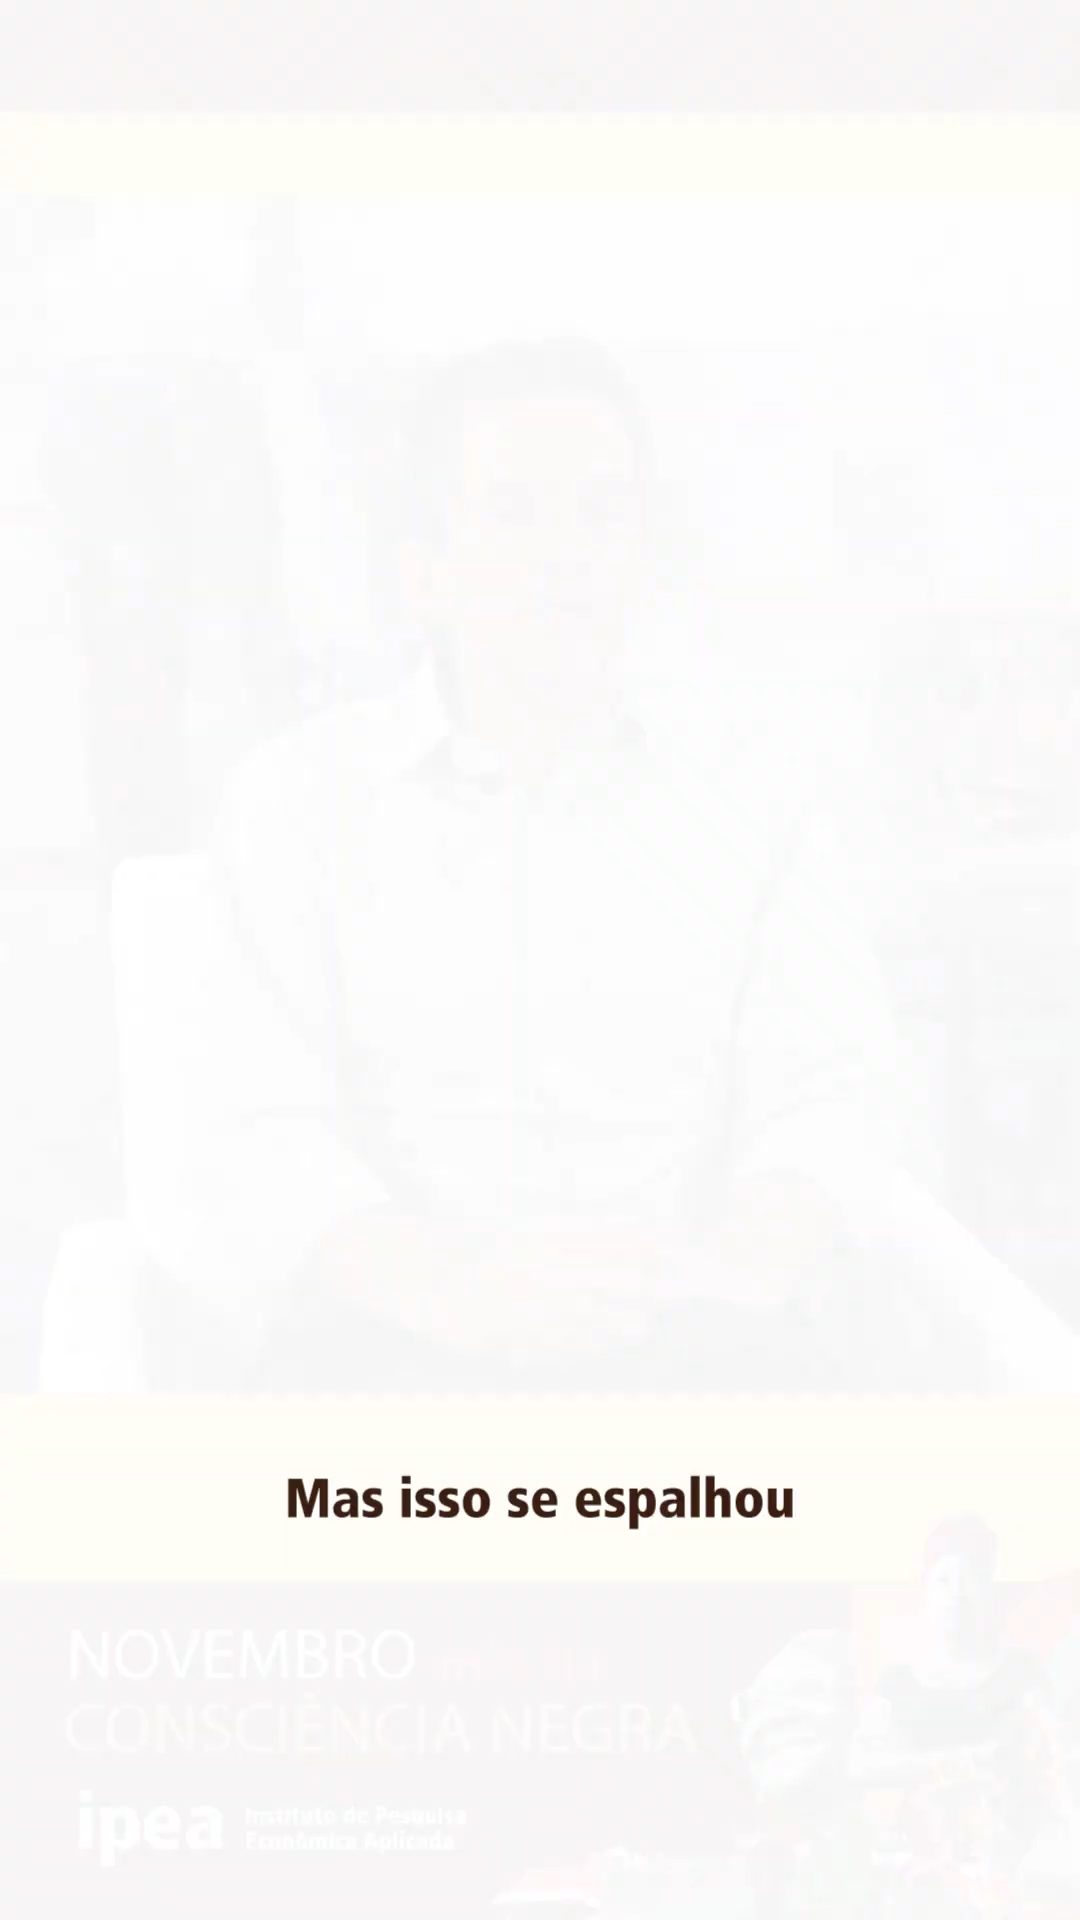 Mas isso se espalhou
NOVEMBRO
CONSCIÊNCIA NEGRA
ipea
Instituto de Pesquisa
Econômica Aplicada